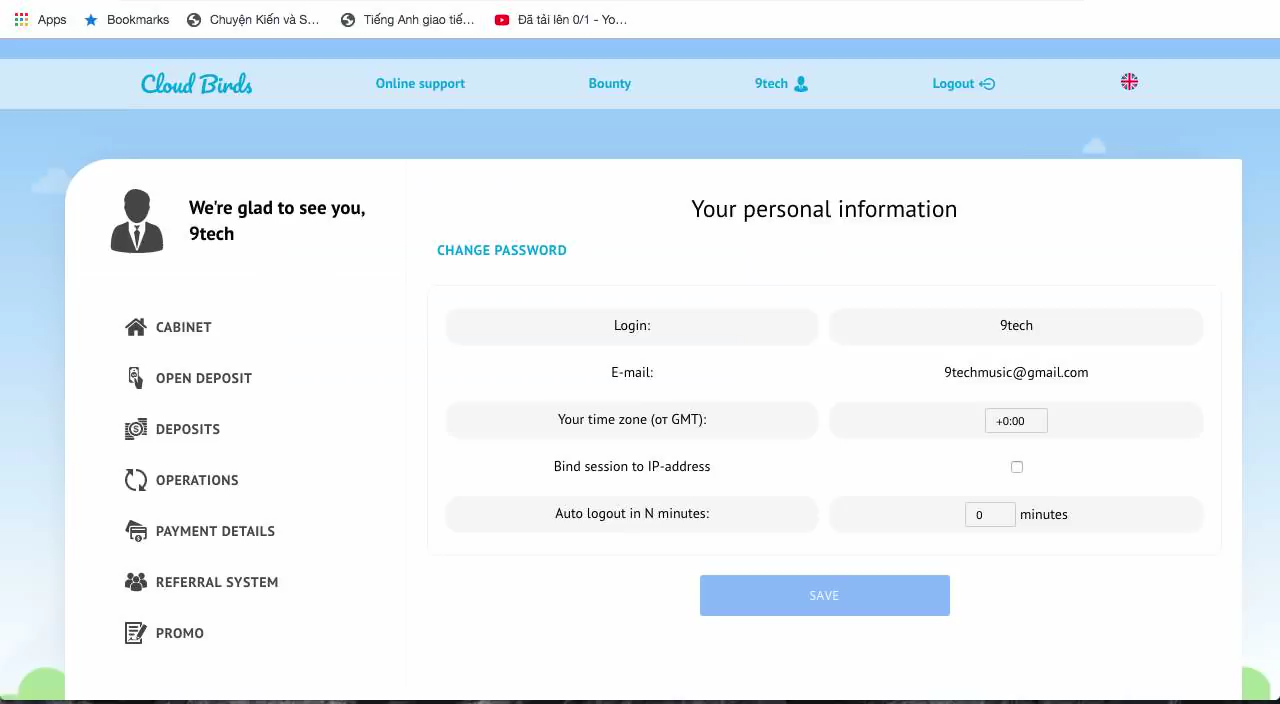 Apps
Bookmarks
Chuyện Kiến và S...
Tiếng Anh giao tiế...
Đã tải lên 0/1 - Yo...
Cloud Birds
Online support
Bounty
9tech
Logout
We're glad to see you,
9tech
CABINET
OPEN DEPOSIT
DEPOSITS
OPERATIONS
PAYMENT DETAILS
REFERRAL SYSTEM
PROMO
Your personal information
CHANGE PASSWORD
Login: 9tech
E-mail: 9techmusic@gmail.com
Your time zone (от GMT): +0:00
Bind session to IP-address
Auto logout in N minutes: 0 minutes
SAVE